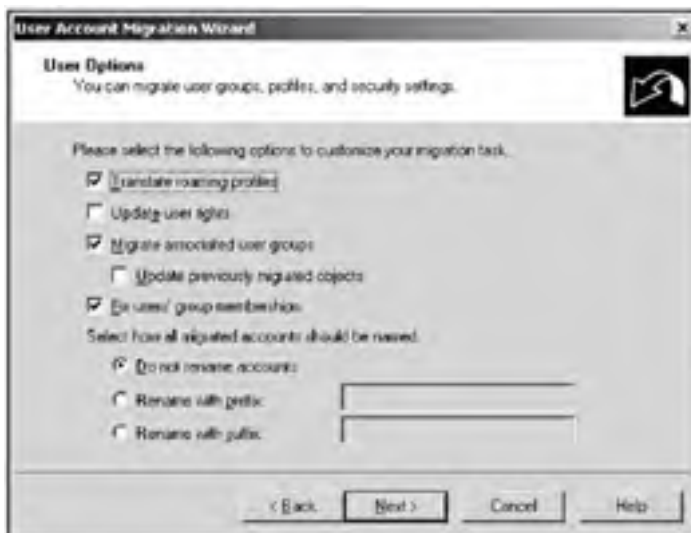 User Account Migration Wizard
User Options
You can migrate user groups, profiles, and security settings.
Please select the following options to customize your migration task.
Translate roaming profiles
Update user rights
Migrate associated user groups
Update previously migrated objects
Fix users' group memberships
Select how all migrated accounts should be named.
Do not rename accounts
Rename with prefix
Rename with suffix
< Back
Next >
Cancel
Help